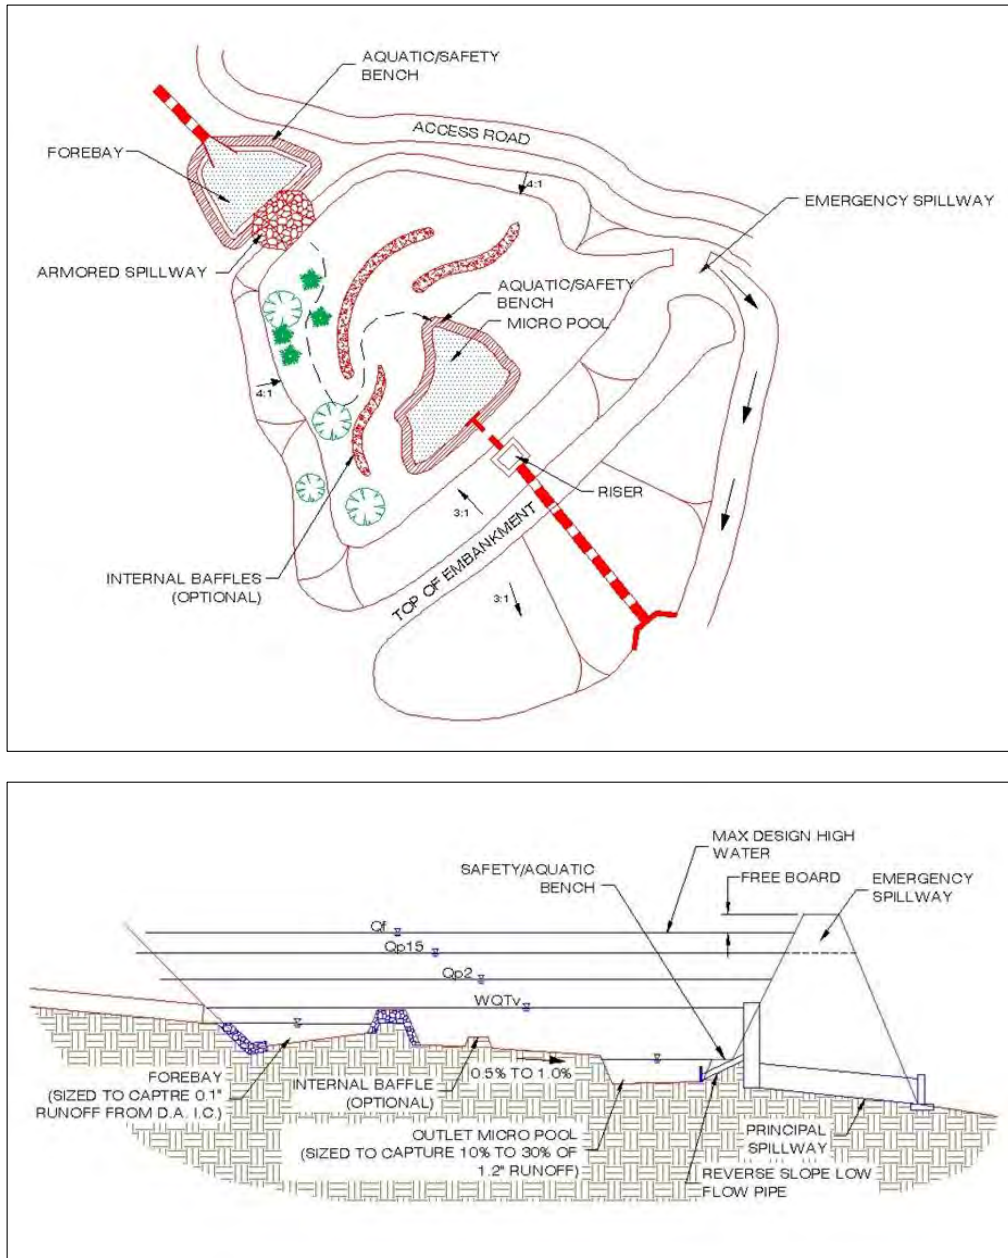 AQUATIC/SAFETY
BENCH
ACCESS ROAD
FOREBAY
4:1
EMERGENCY SPILLWAY
ARMORED SPILLWAY
AQUATIC/SAFETY
BENCH
MICRO POOL
4:1
RISER
3:1
INTERNAL BAFFLES
(OPTIONAL)
TOP OF EMBANKMENT
3:1
MAX DESIGN HIGH
WATER
SAFETY/AQUATIC
BENCH
FREE BOARD
EMERGENCY
SPILLWAY
Qf
Qp15
Qp2
WQTv
FOREBAY
(SIZED TO CAPTRE 0.1"
RUNOFF FROM D.A. I.C.)
INTERNAL BAFFLE
(OPTIONAL)
0.5% TO 1.0%
OUTLET MICRO POOL
(SIZED TO CAPTURE 10% TO 30% OF
1.2" RUNOFF)
PRINCIPAL
SPILLWAY
REVERSE SLOPE LOW
FLOW PIPE